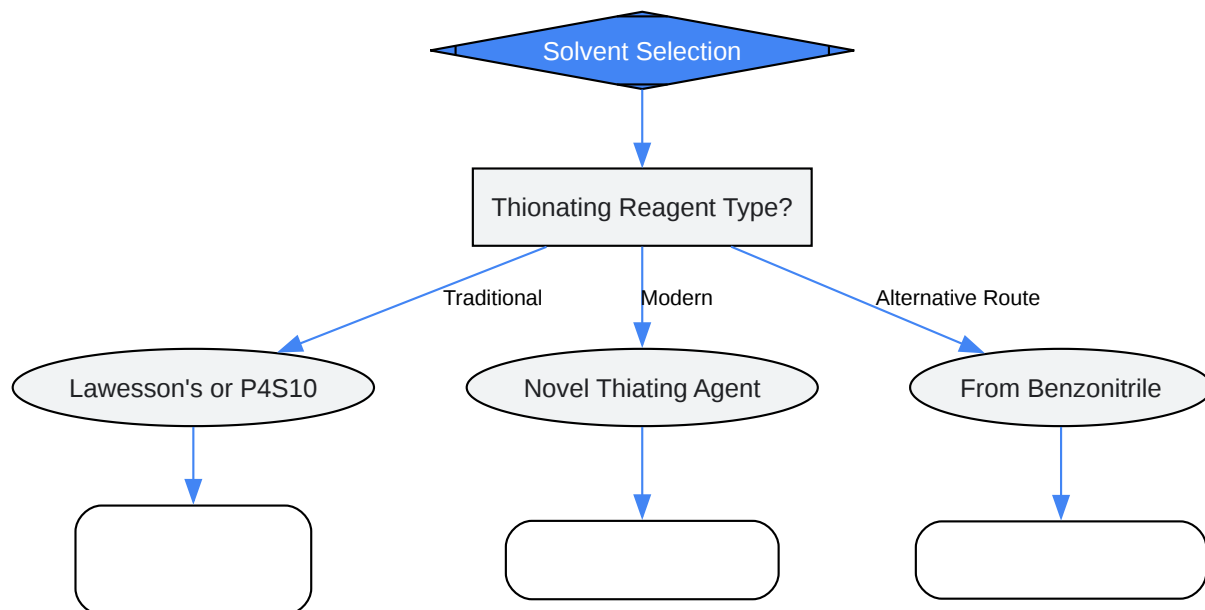 Solvent Selection
Thionating Reagent Type?
Traditional
Modern
Alternative Route
Lawesson's or P4S10
Novel Thiating Agent
From Benzonitrile